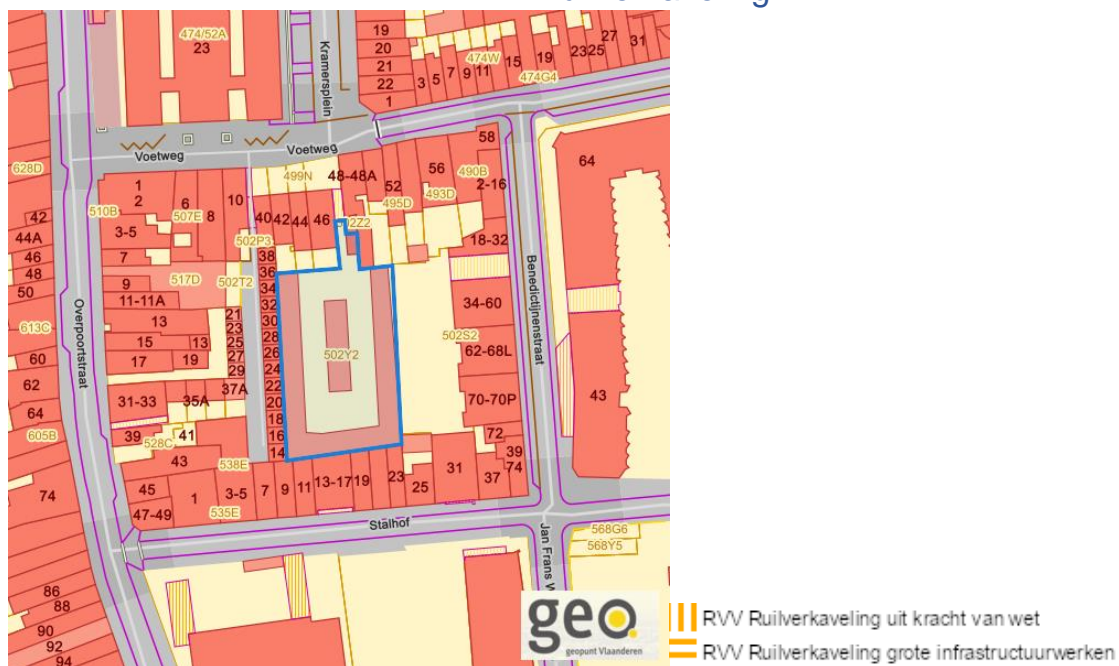 474/52A
23
Kramersplein
19
20
21
22
1
474W
3 5 7 9 11 15 19 23 25 27 31
474G4
Voetweg
Voetweg
628D
1
2
6
8
10
510B
507E
3-5
7
499N
48-48A
52
56
58
490B
2-16
64
495D
493D
40 42 44 46
502P3
42
44A
46
48
50
9
11-11A
517D
502T2
38
36
34
32
30
28
26
24
22
20
18
16
14
18-32
Benedictijnenstraat
Overpoortstraat
613C
13
15
13
17
19
21
23
25
27
29
502Y2
502S2
34-60
62-68L
70-70P
43
60
62
64
605B
31-33
35A
37A
39
528C
41
43
538E
72
39
74
74
45
47-49
1
3-5
535E
7 9 11 13-17 19 23
25
31
37
Stalhof
568G6
568Y5
Jan Frans
86
88
90
92
94
geo
geopunt Vlaanderen
RVV Ruilverkaveling uit kracht van wet
RVV Ruilverkaveling grote infrastructuurwerken